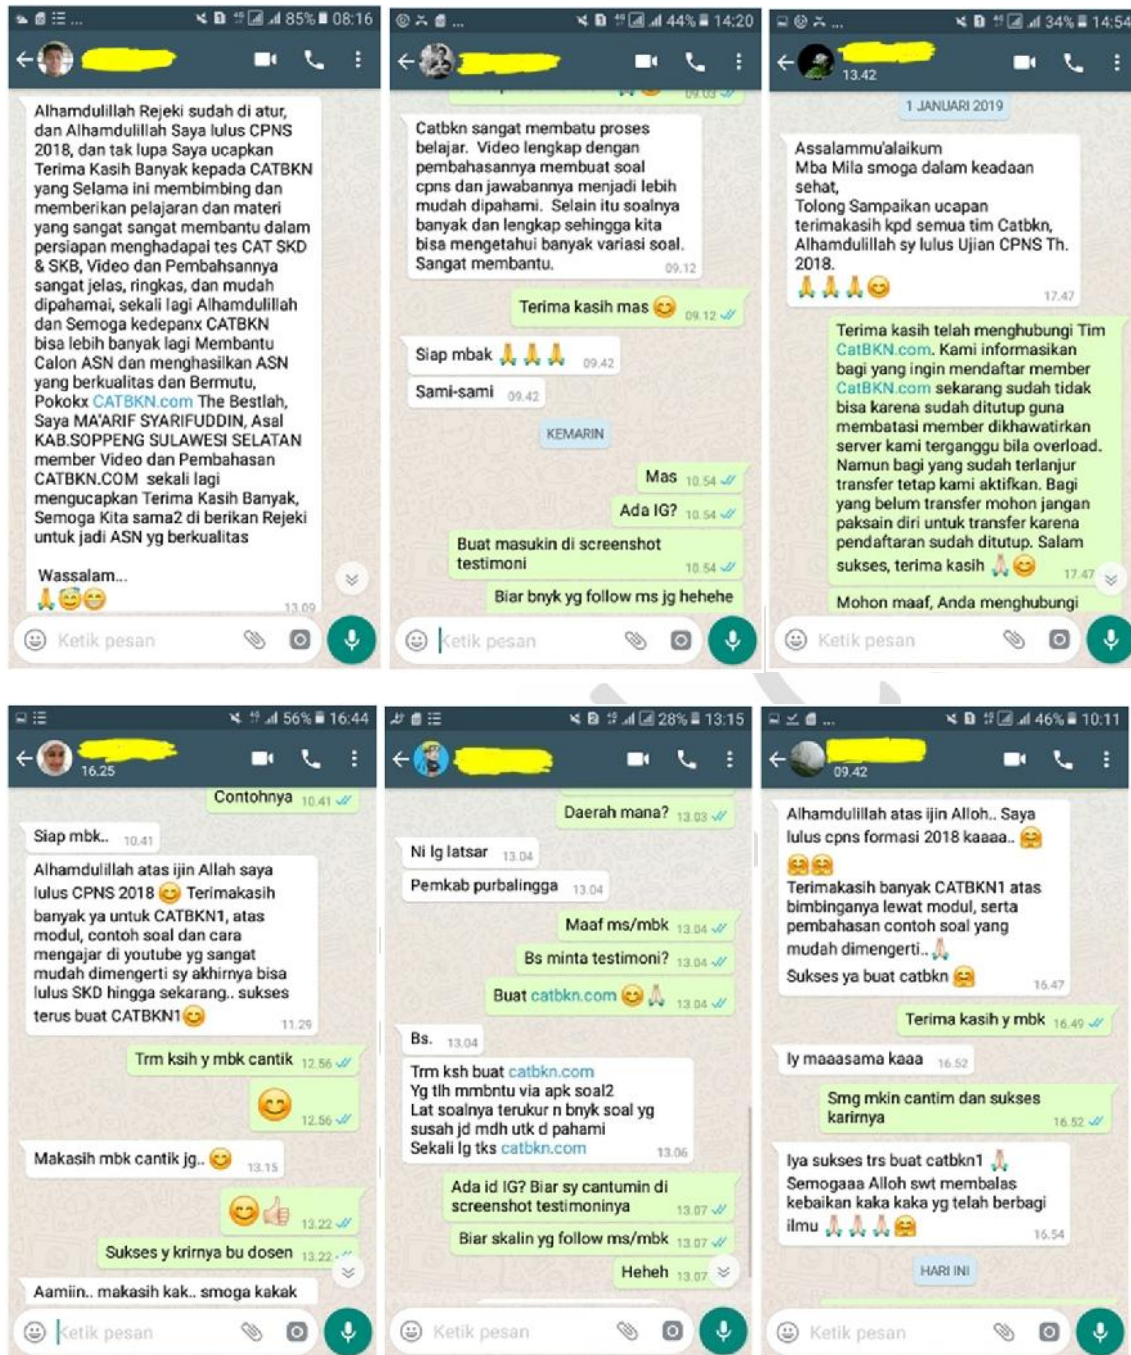 85% 08:16
Alhamdulillah Rejeki sudah di atur,
dan Alhamdulillah Saya lulus CPNS
2018, dan tak lupa Saya ucapkan
Terima Kasih Banyak kepada CATBKN
yang Selama ini membimbing dan
memberikan pelajaran dan materi
yang sangat sangat membantu dalam
persiapan menghadapai tes CAT SKD
& SKB, Video dan Pembahsannya
sangat jelas, ringkas, dan mudah
dipahamai, sekali lagi Alhamdulillah
dan Semoga kedepanx CATBKN
bisa lebih banyak lagi Membantu
Calon ASN dan menghasilkan ASN
yang berkualitas dan Bermutu,
Pokokx CATBKN.com The Bestlah,
Saya MA'ARIF SYARIFUDDIN, Asal
KAB.SOPPENG SULAWESI SELATAN
member Video dan Pembahasan
CATBKN.COM sekali lagi
mengucapkan Terima Kasih Banyak,
Semoga Kita sama2 di berikan Rejeki
untuk jadi ASN yg berkualitas
Wassalam...
🙏😇😁
13.09
Ketik pesan
44% 14:20
09.03
Catbkn sangat membatu proses
belajar. Video lengkap dengan
pembahasannya membuat soal
cpns dan jawabannya menjadi lebih
mudah dipahami. Selain itu soalnya
banyak dan lengkap sehingga kita
bisa mengetahui banyak variasi soal.
Sangat membantu. 09.12
Terima kasih mas 😊 09.12
Siap mbak 🙏🙏🙏 09.42
Sami-sami 09.42
KEMARIN
Mas 10.54
Ada IG? 10.54
Buat masukin di screenshot
testimoni 10.54
Biar bnyk yg follow ms jg hehehe
Ketik pesan
34% 14:54
13.42
1 JANUARI 2019
Assalammu'alaikum
Mba Mila smoga dalam keadaan
sehat,
Tolong Sampaikan ucapan
terimakasih kpd semua tim Catbkn,
Alhamdulillah sy lulus Ujian CPNS Th.
2018.
🙏🙏🙏😊 17.47
Terima kasih telah menghubungi Tim
CatBKN.com. Kami informasikan
bagi yang ingin mendaftar member
CatBKN.com sekarang sudah tidak
bisa karena sudah ditutup guna
membatasi member dikhawatirkan
server kami terganggu bila overload.
Namun bagi yang sudah terlanjur
transfer tetap kami aktifkan. Bagi
yang belum transfer mohon jangan
paksain diri untuk transfer karena
pendaftaran sudah ditutup. Salam
sukses, terima kasih 🙏😊 17.47
Mohon maaf, Anda menghubungi
Ketik pesan
56% 16:44
16.25
Contohnya 10.41
Siap mbk.. 10.41
Alhamdulillah atas ijin Allah saya
lulus CPNS 2018 😊 Terimakasih
banyak ya untuk CATBKN1, atas
modul, contoh soal dan cara
mengajar di youtube yg sangat
mudah dimengerti sy akhirnya bisa
lulus SKD hingga sekarang.. sukses
terus buat CATBKN1😊 11.29
Trm ksih y mbk cantik 12.56
😊 12.56
Makasih mbk cantik jg.. 😊 13.15
😊👍 13.22
Sukses y krirnya bu dosen 13.22
Aamiin.. makasih kak.. smoga kakak
Ketik pesan
28% 13:15
Daerah mana? 13.03
Ni lg latsar 13.04
Pemkab purbalingga 13.04
Maaf ms/mbk 13.04
Bs minta testimoni? 13.04
Buat catbkn.com 😊🙏 13.04
Bs. 13.04
Trm ksh buat catbkn.com
Yg tlh mmbntu via apk soal2
Lat soalnya terukur n bnyk soal yg
susah jd mdh utk d pahami
Sekali lg tks catbkn.com 13.06
Ada id IG? Biar sy cantumin di
screenshot testimoninya 13.07
Biar skalin yg follow ms/mbk 13.07
Heheh 13.07
Ketik pesan
46% 10:11
09.42
Alhamdulillah atas ijin Alloh.. Saya
lulus cpns formasi 2018 kaaaa.. 🤗
🤗🤗
Terimakasih banyak CATBKN1 atas
bimbinganya lewat modul, serta
pembahasan contoh soal yang
mudah dimengerti.. 🙏
Sukses ya buat catbkn 🤗 16.47
Terima kasih y mbk 16.49
Iy maaasama kaaa 16.52
Smg mkin cantim dan sukses
karirnya 16.52
Iya sukses trs buat catbkn1 🙏
Semogaaa Alloh swt membalas
kebaikan kaka kaka yg telah berbagi
ilmu 🙏🙏🙏🤗 16.54
HARI INI
Ketik pesan